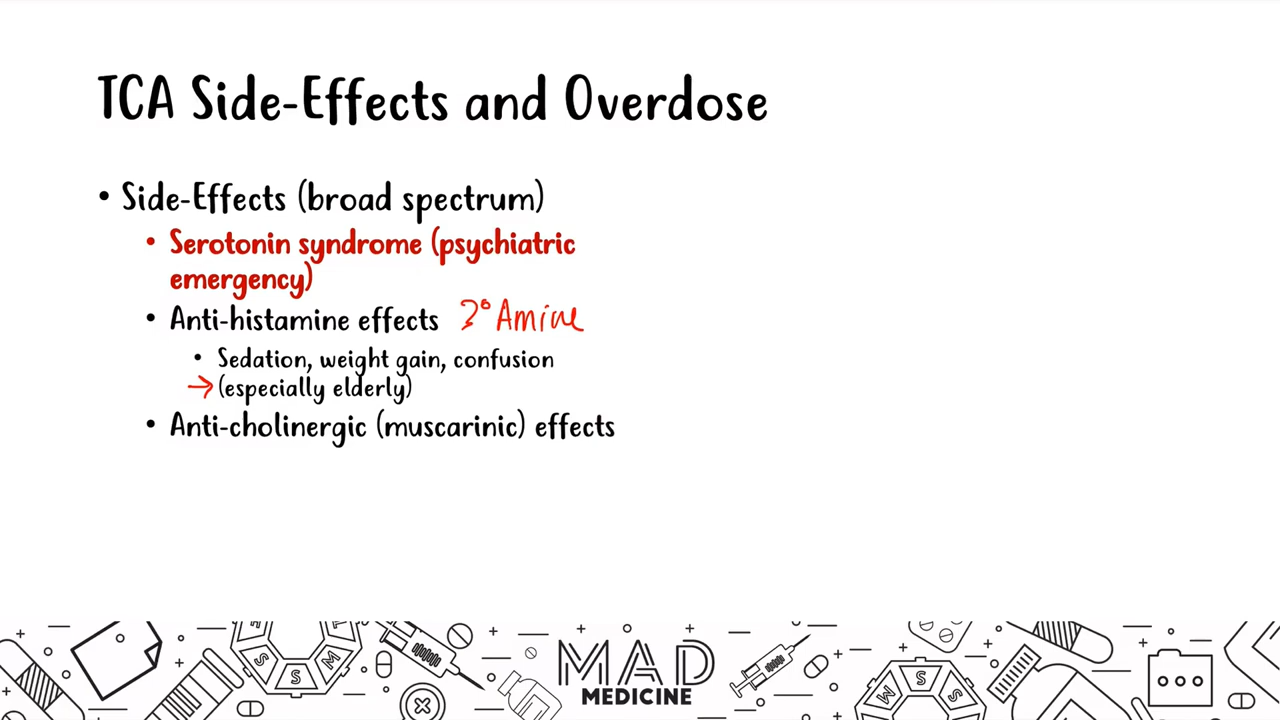 TCA Side-Effects and Overdose
• Side-Effects (broad spectrum)
• Serotonin syndrome (psychiatric
emergency)
• Anti-histamine effects 3° Amine
• Sedation, weight gain, confusion
→ (especially elderly)
• Anti-cholinergic (muscarinic) effects
S S M
M S S
MAD
MEDICINE